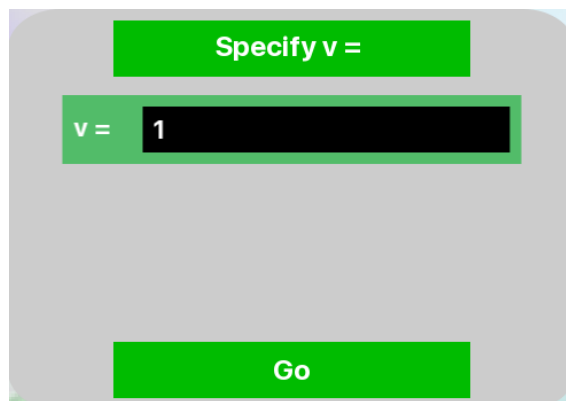 Specify v =
v = 1
Go